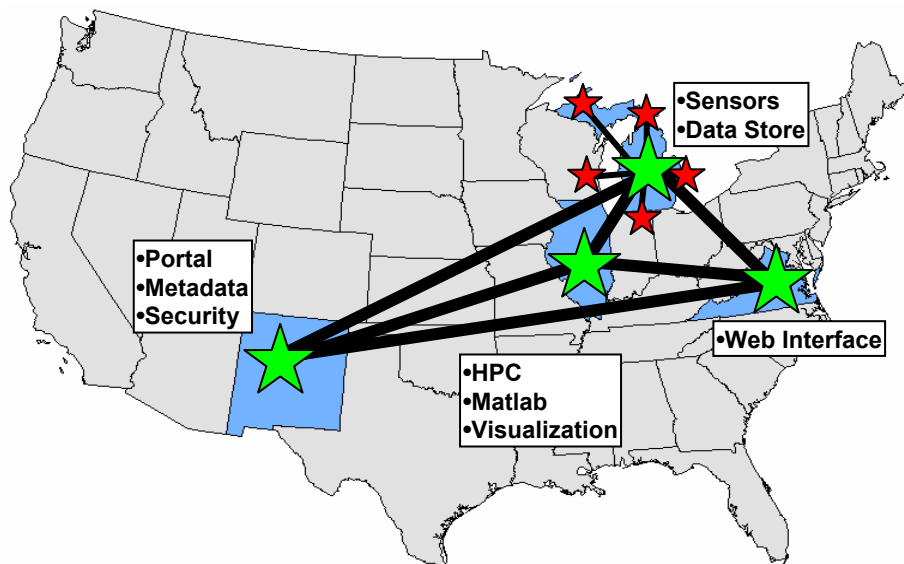 •Sensors
•Data Store
•Portal
•Metadata
•Security
•Web Interface
•HPC
•Matlab
•Visualization